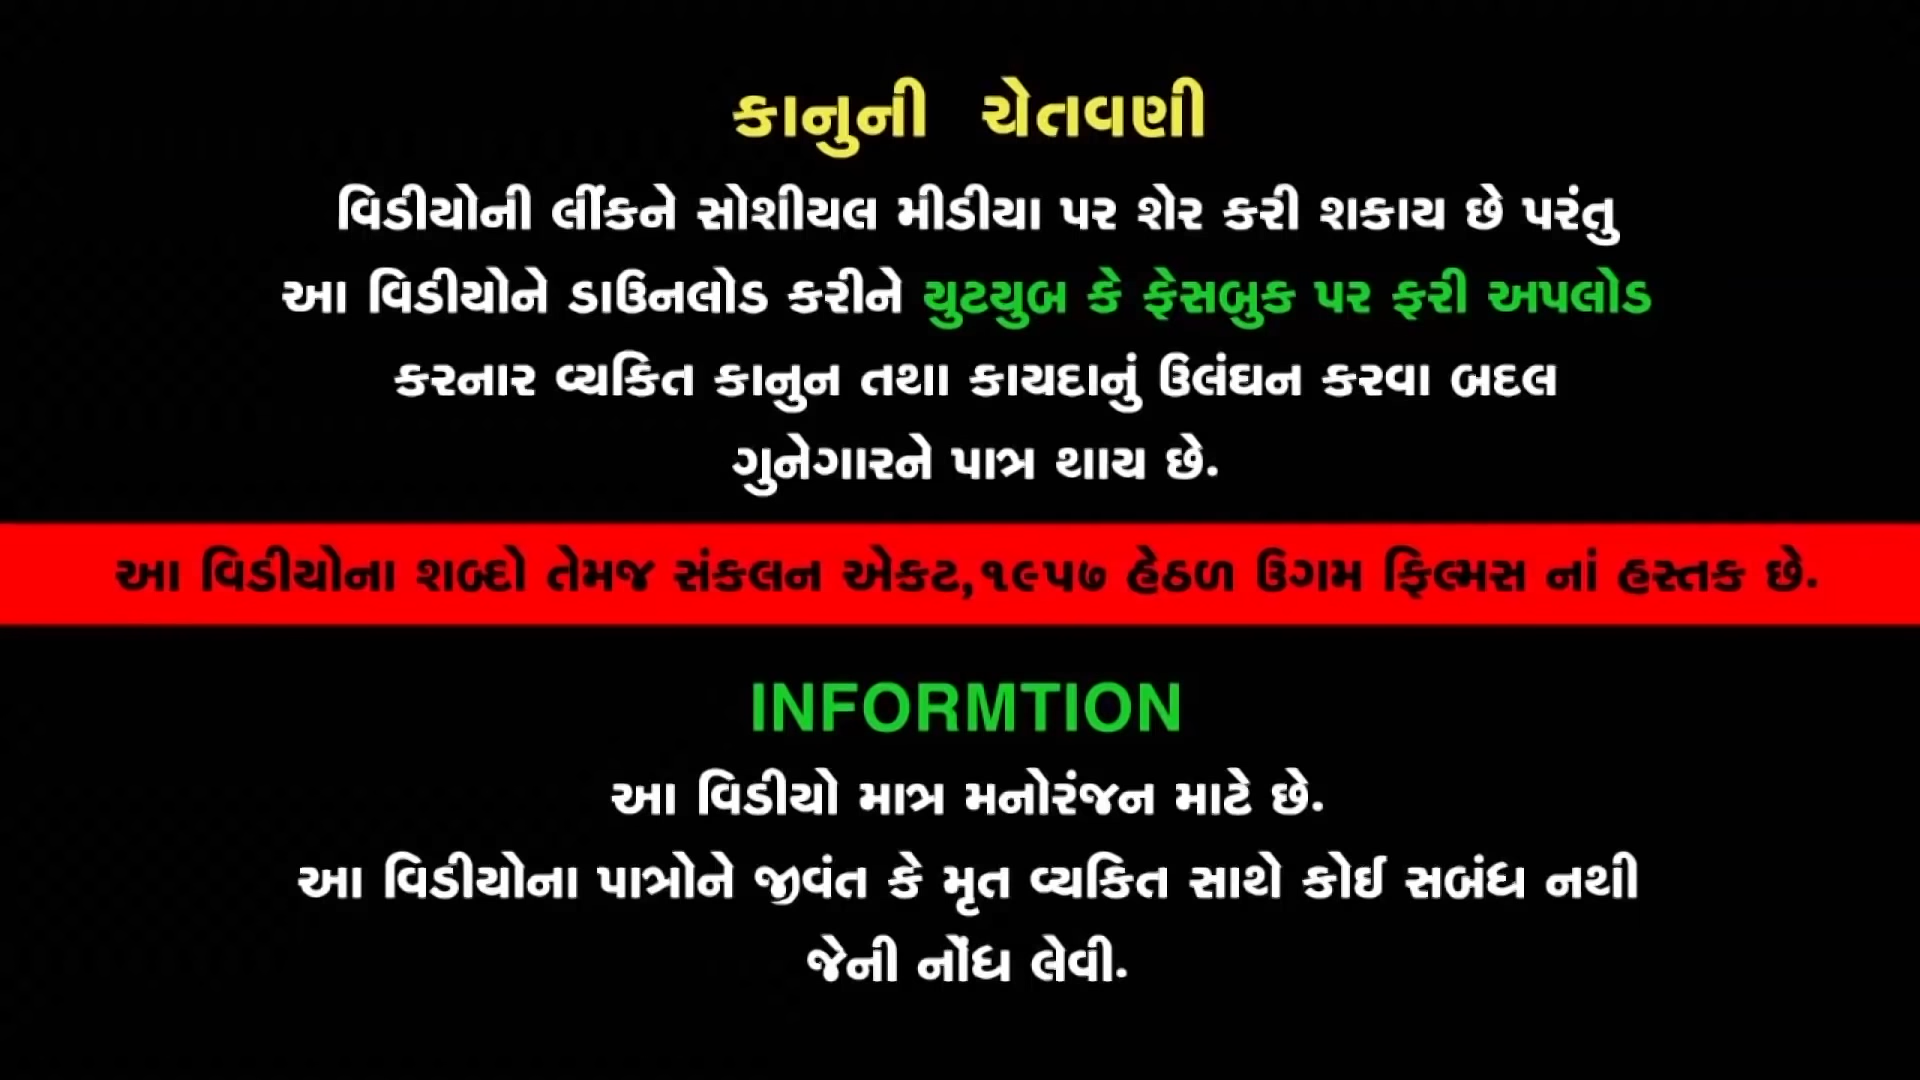 કાનુની ચેતવણી
વિડીયોની લીંકને સોશીયલ મીડીયા પર શેર કરી શકાય છે પરંતુ
આ વિડીયોને ડાઉનલોડ કરીને યુટયુબ કે ફેસબુક પર ફરી અપલોડ
કરનાર વ્યકિત કાનુન તથા કાયદાનું ઉલંઘન કરવા બદલ
ગુનેગારને પાત્ર થાય છે.
આ વિડીયોના શબ્દો તેમજ સંકલન એકટ,૧૯૫૭ હેઠળ ઉગમ ફિલ્મસ નાં હસ્તક છે.
INFORMTION
આ વિડીયો માત્ર મનોરંજન માટે છે.
આ વિડીયોના પાત્રોને જીવંત કે મૃત વ્યકિત સાથે કોઈ સબંધ નથી
જેની નોંધ લેવી.